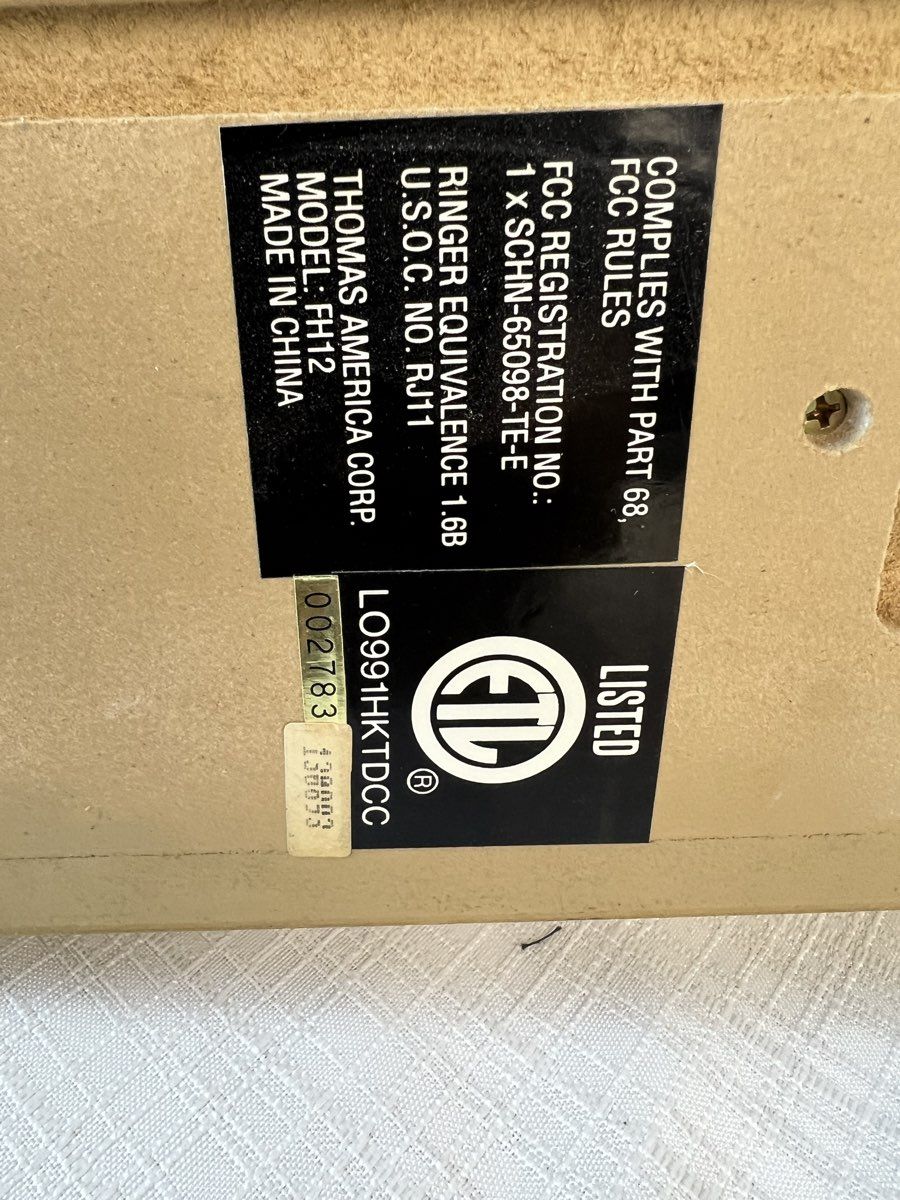 COMPLIES WITH PART 68,
FCC RULES
FCC REGISTRATION NO.:
1 x SCHN-65098-TE-E
RINGER EQUIVALENCE 1.6B
U.S.O.C. NO. RJ11
THOMAS AMERICA CORP.
MODEL: FH12
MADE IN CHINA
LISTED
ETL
®
LO991HKTDCC
002783